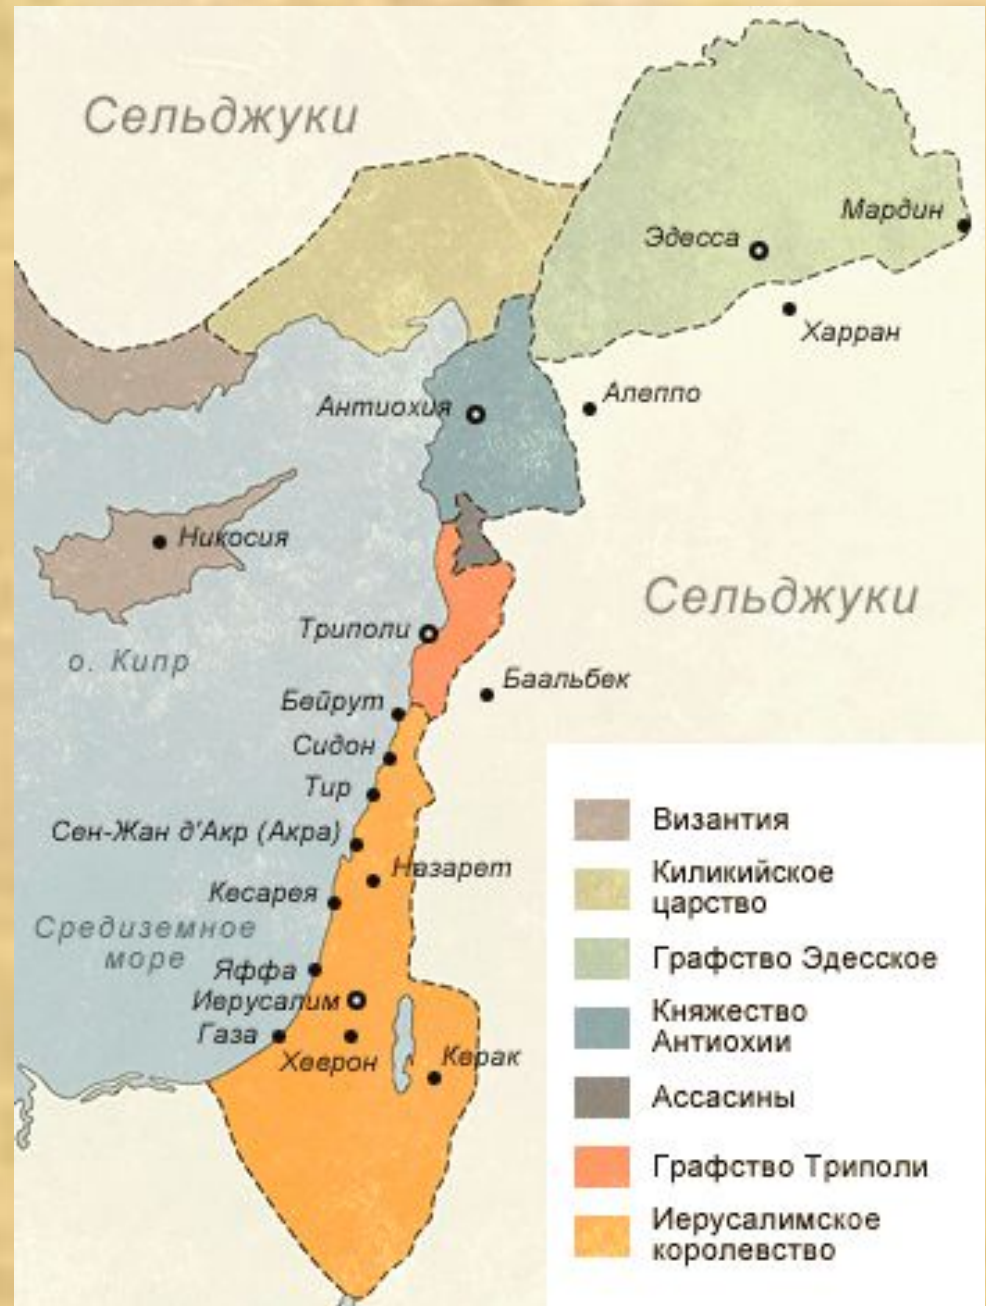 Сельджуки
Мардин
Эдесса
Харран
Алеппо
Антиохия
Никосия
Сельджуки
Триполи
о. Кипр
Баальбек
Бейрут
Сидон
Тир
Сен-Жан д'Акр (Акра)
Назарет
Кесарея
Средиземное
море
Яффа
Иерусалим
Газа
Хеврон
Керак
Византия
Киликийское
царство
Графство Эдесское
Княжество
Антиохии
Ассасины
Графство Триполи
Иерусалимское
королевство